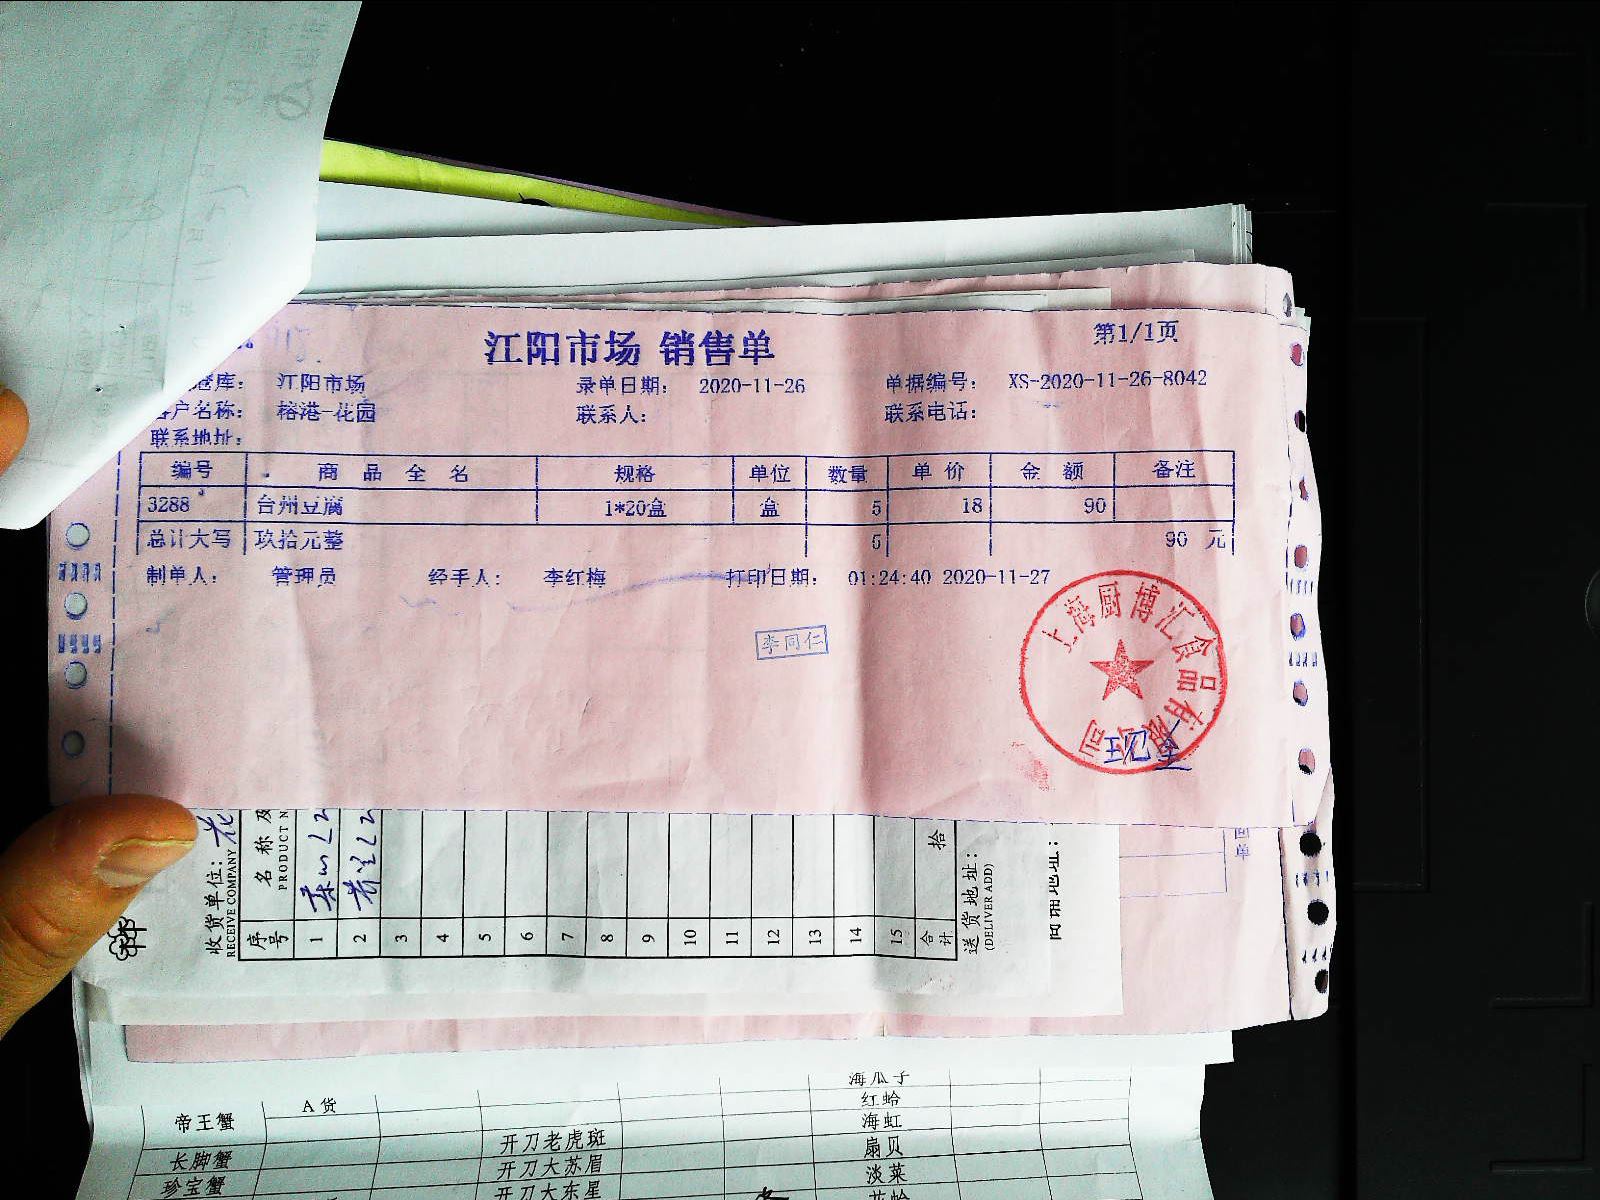 江阳市场 销售单
第1/1页
仓库： 江阳市场 录单日期： 2020-11-26 单据编号： XS-2020-11-26-8042
客户名称： 榕港-花园 联系人： 联系电话：
联系地址：
编号 商品全名 规格 单位 数量 单价 金额 备注
3288 台州豆腐 1*20盒 盒 5 18 90
总计大写 玖拾元整 5 90 元
制单人： 管理员 经手人： 李红梅 打印日期： 01:24:40 2020-11-27
李同仁
上海厨博汇食品有限公司
收货单位：
RECEIVE COMPANY
序号 名称及
PRODUCT N
1
2
3
4
5
6
7
8
9
10
11
12
13
14
15
合计 拾
送货地址：
(DELIVER ADD)
海瓜子
帝王蟹 A货 红蛤
海虹
长脚蟹 开刀老虎斑 扇贝
珍宝蟹 开刀大苏眉 淡菜
开刀大东星